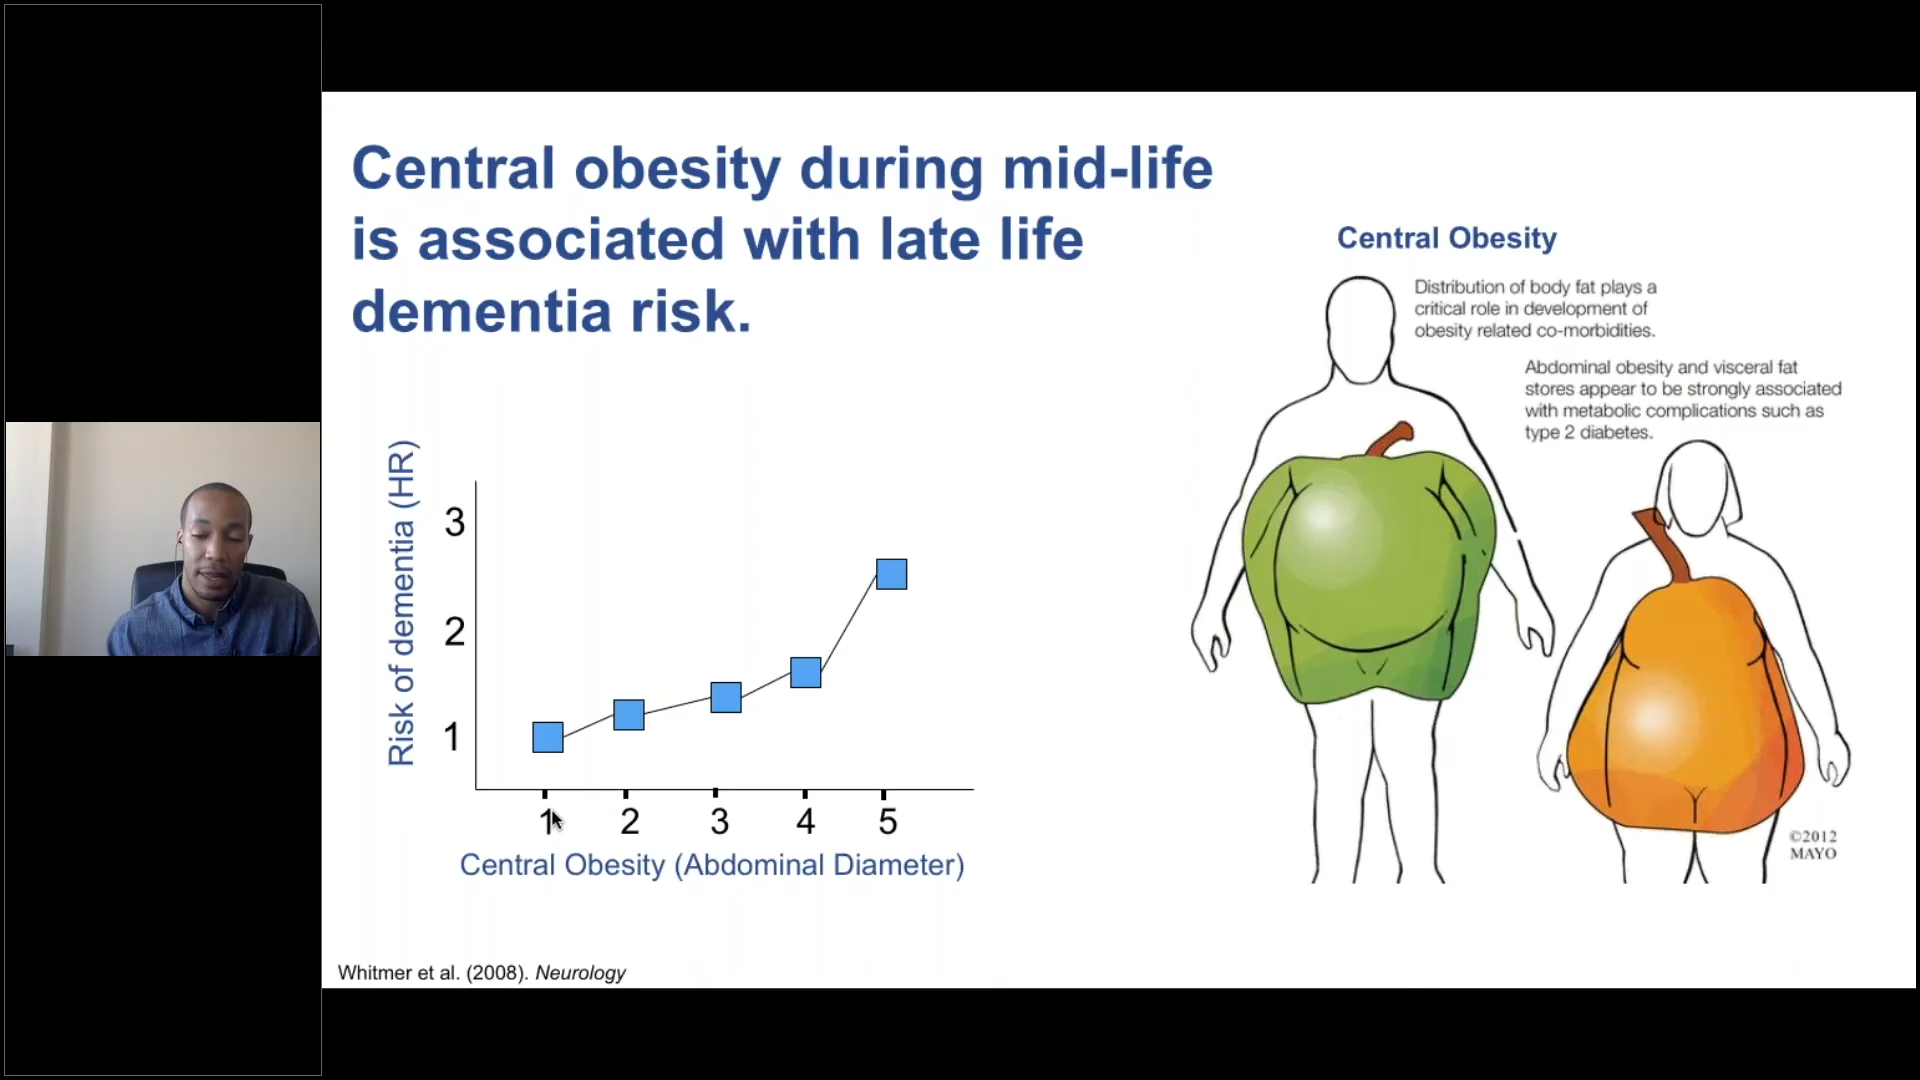 Central obesity during mid-life
is associated with late life
dementia risk.
Central Obesity
Distribution of body fat plays a
critical role in development of
obesity related co-morbidities.
Abdominal obesity and visceral fat
stores appear to be strongly associated
with metabolic complications such as
type 2 diabetes.
Risk of dementia (HR)
3
2
1
1 2 3 4 5
Central Obesity (Abdominal Diameter)
©2012
MAYO
Whitmer et al. (2008). Neurology